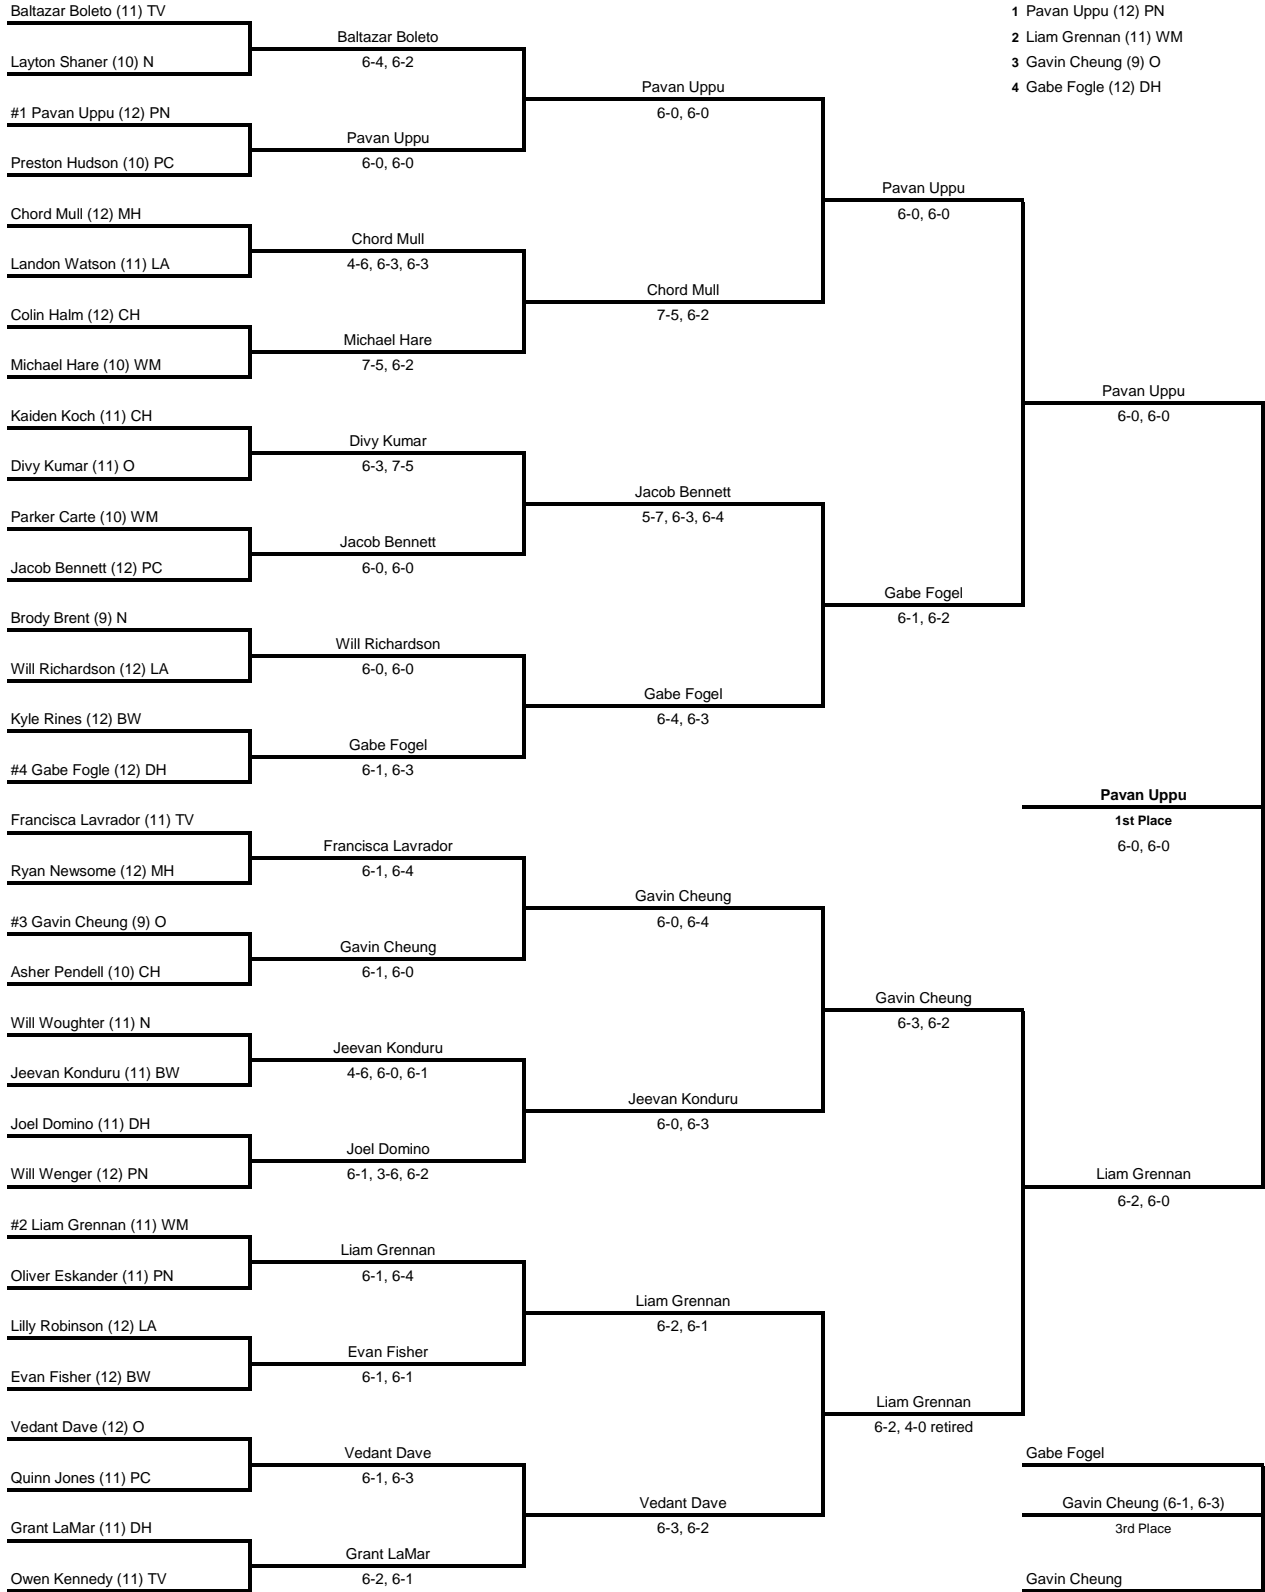 Baltazar Boleto (11) TV
Layton Shaner (10) N
#1 Pavan Uppu (12) PN
Preston Hudson (10) PC
Chord Mull (12) MH
Landon Watson (11) LA
Colin Halm (12) CH
Michael Hare (10) WM
Kaiden Koch (11) CH
Divy Kumar (11) O
Parker Carte (10) WM
Jacob Bennett (12) PC
Brody Brent (9) N
Will Richardson (12) LA
Kyle Rines (12) BW
#4 Gabe Fogle (12) DH
Francisca Lavrador (11) TV
Ryan Newsome (12) MH
#3 Gavin Cheung (9) O
Asher Pendell (10) CH
Will Woughter (11) N
Jeevan Konduru (11) BW
Joel Domino (11) DH
Will Wenger (12) PN
#2 Liam Grennan (11) WM
Oliver Eskander (11) PN
Lilly Robinson (12) LA
Evan Fisher (12) BW
Vedant Dave (12) O
Quinn Jones (11) PC
Grant LaMar (11) DH
Owen Kennedy (11) TV
Baltazar Boleto
6-4, 6-2
Pavan Uppu
6-0, 6-0
Chord Mull
4-6, 6-3, 6-3
Michael Hare
7-5, 6-2
Divy Kumar
6-3, 7-5
Jacob Bennett
6-0, 6-0
Will Richardson
6-0, 6-0
Gabe Fogel
6-1, 6-3
Francisca Lavrador
6-1, 6-4
Gavin Cheung
6-1, 6-0
Jeevan Konduru
4-6, 6-0, 6-1
Joel Domino
6-1, 3-6, 6-2
Liam Grennan
6-1, 6-4
Evan Fisher
6-1, 6-1
Vedant Dave
6-1, 6-3
Grant LaMar
6-2, 6-1
Pavan Uppu
6-0, 6-0
Chord Mull
7-5, 6-2
Jacob Bennett
5-7, 6-3, 6-4
Gabe Fogel
6-4, 6-3
Gavin Cheung
6-0, 6-4
Jeevan Konduru
6-0, 6-3
Liam Grennan
6-2, 6-1
Vedant Dave
6-3, 6-2
Pavan Uppu
6-0, 6-0
Gabe Fogel
6-1, 6-2
Gavin Cheung
6-3, 6-2
Liam Grennan
6-2, 4-0 retired
1 Pavan Uppu (12) PN
2 Liam Grennan (11) WM
3 Gavin Cheung (9) O
4 Gabe Fogle (12) DH
Pavan Uppu
6-0, 6-0
Pavan Uppu
1st Place
6-0, 6-0
Liam Grennan
6-2, 6-0
Gabe Fogel
Gavin Cheung (6-1, 6-3)
3rd Place
Gavin Cheung